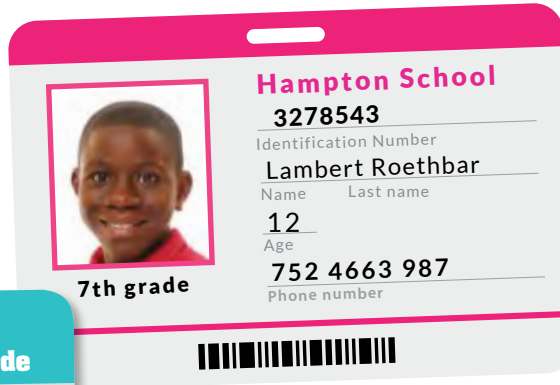 Hampton School
3278543
Identification Number
Lambert Roethbar
Name Last name
12
Age
752 4663 987
Phone number
7th grade
de